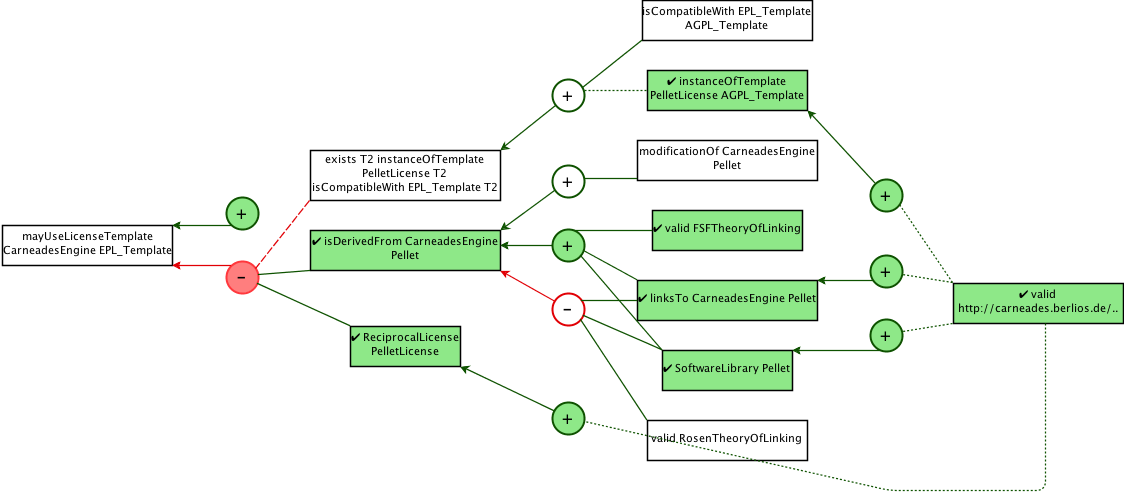 isCompatibleWith EPL_Template
AGPL_Template
✔ instanceOfTemplate
PelletLicense AGPL_Template
+
modificationOf CarneadesEngine
Pellet
exists T2 instanceOfTemplate
PelletLicense T2
isCompatibleWith EPL_Template T2
+
+
+
✔ valid FSFTheoryOfLinking
mayUseLicenseTemplate
CarneadesEngine EPL_Template
✔ isDerivedFrom CarneadesEngine
Pellet
+
-
+
✔ linksTo CarneadesEngine Pellet
✔ valid
http://carneades.berlios.de/..
-
+
✔ ReciprocalLicense
PelletLicense
✔ SoftwareLibrary Pellet
+
valid RosenTheoryOfLinking